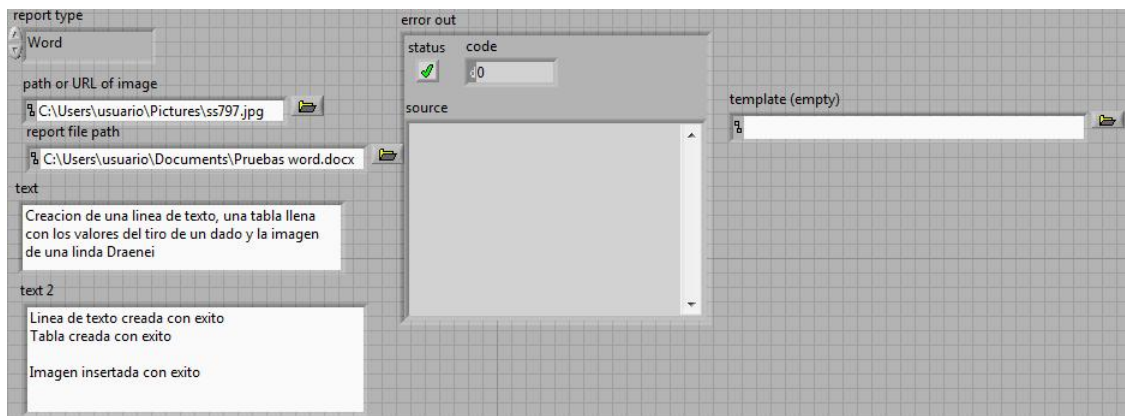 report type
Word
path or URL of image
C:\Users\usuario\Pictures\ss797.jpg
report file path
C:\Users\usuario\Documents\Pruebas word.docx
text
Creacion de una linea de texto, una tabla llena
con los valores del tiro de un dado y la imagen
de una linda Draenei
text 2
Linea de texto creada con exito
Tabla creada con exito
Imagen insertada con exito
error out
status code
d0
source
template (empty)